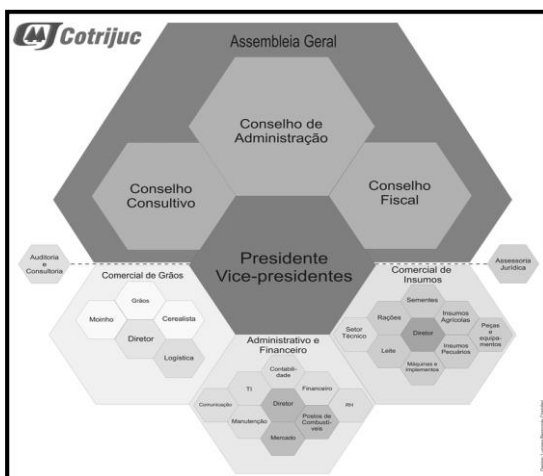 Cotrijuc
Assembleia Geral
Conselho de
Administração
Conselho
Consultivo
Conselho
Fiscal
Presidente
Vice-presidentes
Auditoria
e
Consultoria
Assessoria
Jurídica
Comercial de Grãos
Grãos
Moinho
Cerealista
Diretor
Logística
Administrativo e
Financeiro
Contabili-
dade
TI
Financeiro
Comunicação
Diretor
RH
Manutenção
Postos de
Combustí-
veis
Mercado
Comercial de
Insumos
Sementes
Setor
Técnico
Rações
Insumos
Agrícolas
Diretor
Peças e
equipa-
mentos
Leite
Insumos
Pecuários
Máquinas e
implementos